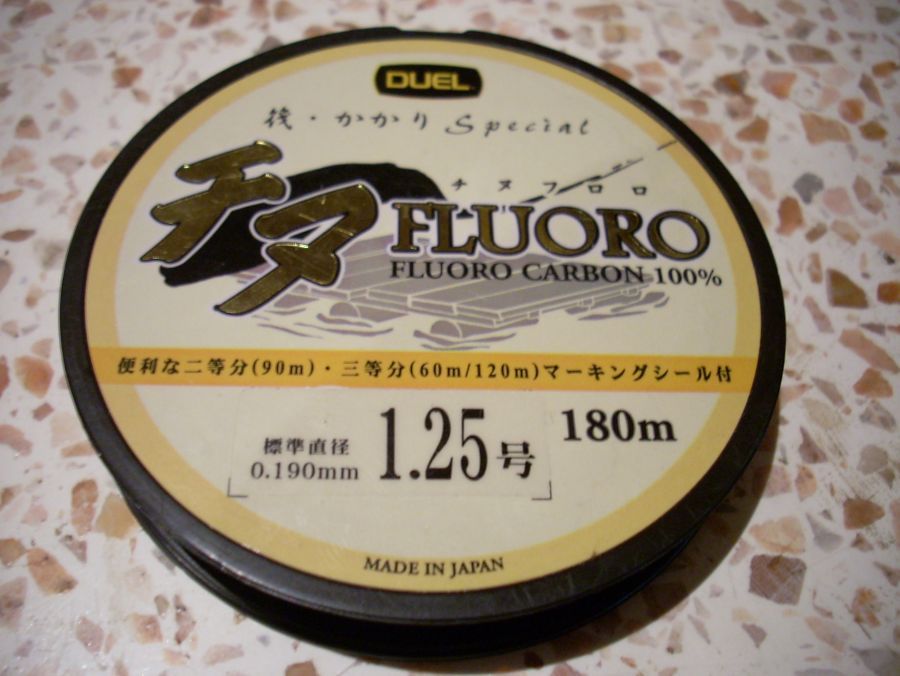 DUEL
筏・かかり Special
チヌフロロ
チヌ FLUORO
FLUORO CARBON 100%
便利な二等分(90m)・三等分(60m/120m)マーキングシール付
標準直径
0.190mm
1.25号
180m
MADE IN JAPAN